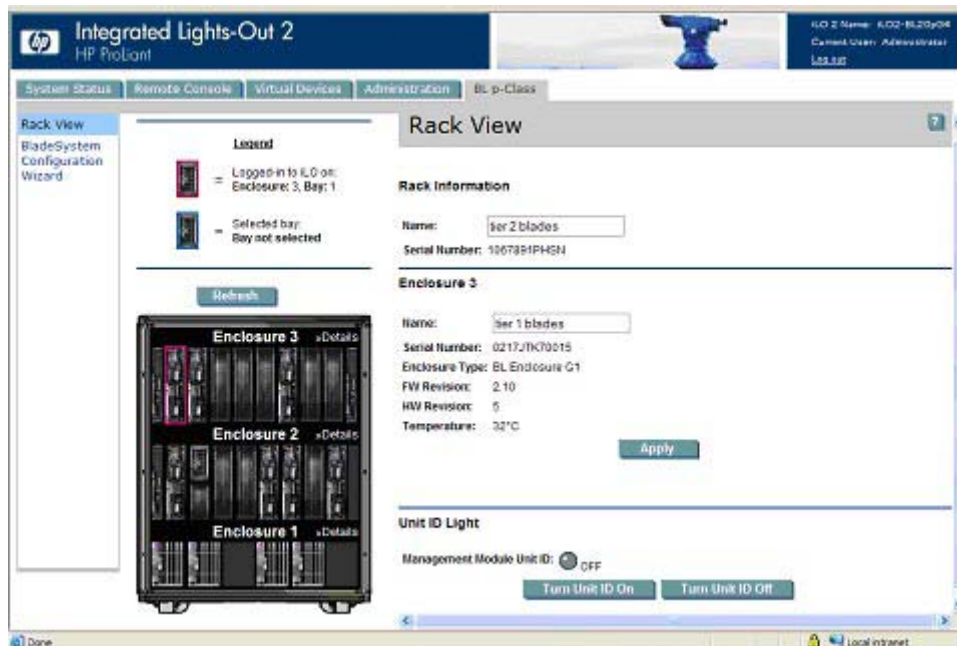 hp
Integrated Lights-Out 2
HP ProLiant
iLO 2 Name: iLO2-BL20p04
Current User: Administrator
Log out
System Status
Remote Console
Virtual Devices
Administration
BL p-Class
Rack View
BladeSystem
Configuration
Wizard
Legend
= Logged-in to iLO on:
Enclosure: 3, Bay: 1
= Selected bay:
Bay not selected
Refresh
Enclosure 3 »Details
Enclosure 2 »Details
Enclosure 1 »Details
Rack View
?
Rack Information
Name: tier 2 blades
Serial Number: 1067891PHSN
Enclosure 3
Name: tier 1 blades
Serial Number: 0217JTK70015
Enclosure Type: BL Enclosure G1
FW Revision: 2.10
HW Revision: 5
Temperature: 32°C
Apply
Unit ID Light
Management Module Unit ID: OFF
Turn Unit ID On
Turn Unit ID Off
Done
Local intranet